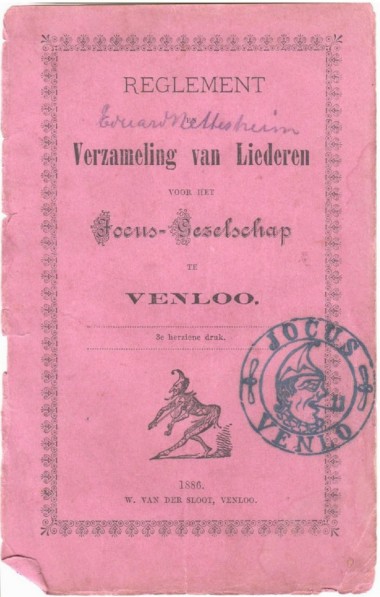 REGLEMENT
Eduard Nettesheim
Verzameling van Liederen
VOOR HET
Jocus-Gezelschap
TE
VENLOO.
3e herziene druk.
JOCUS
11
VENLO
1886.
W. VAN DER SLOOT, VENLOO.